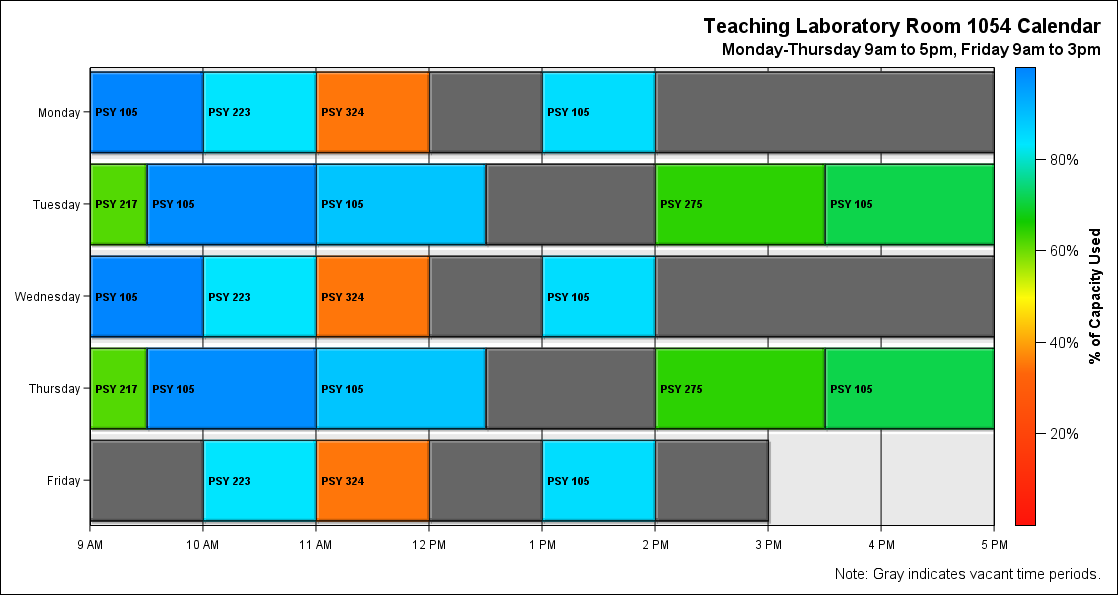 Teaching Laboratory Room 1054 Calendar
Monday-Thursday 9am to 5pm, Friday 9am to 3pm
Monday
PSY 105
PSY 223
PSY 324
PSY 105
Tuesday
PSY 217
PSY 105
PSY 105
PSY 275
PSY 105
Wednesday
PSY 105
PSY 223
PSY 324
PSY 105
Thursday
PSY 217
PSY 105
PSY 105
PSY 275
PSY 105
Friday
PSY 223
PSY 324
PSY 105
9 AM
10 AM
11 AM
12 PM
1 PM
2 PM
3 PM
4 PM
5 PM
80%
60%
40%
20%
% of Capacity Used
Note: Gray indicates vacant time periods.